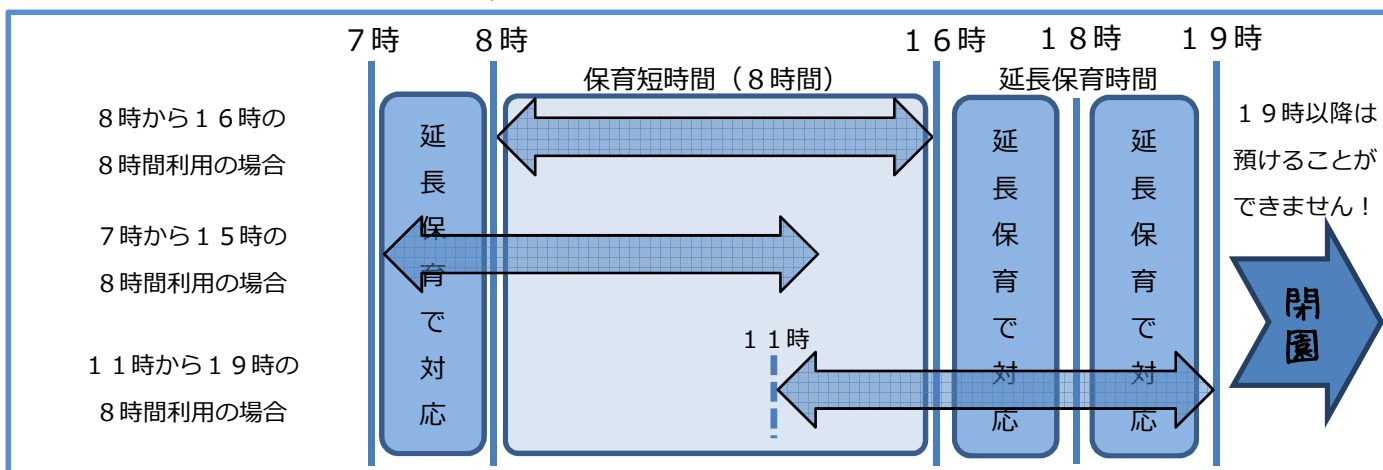 ７時
８時
１６時
１８時
１９時
保育短時間（８時間）
延長保育時間
８時から１６時の
８時間利用の場合
７時から１５時の
８時間利用の場合
１１時から１９時の
８時間利用の場合
延長保育で対応
１１時
延長保育で対応
延長保育で対応
１９時以降は
預けることが
できません！
閉園